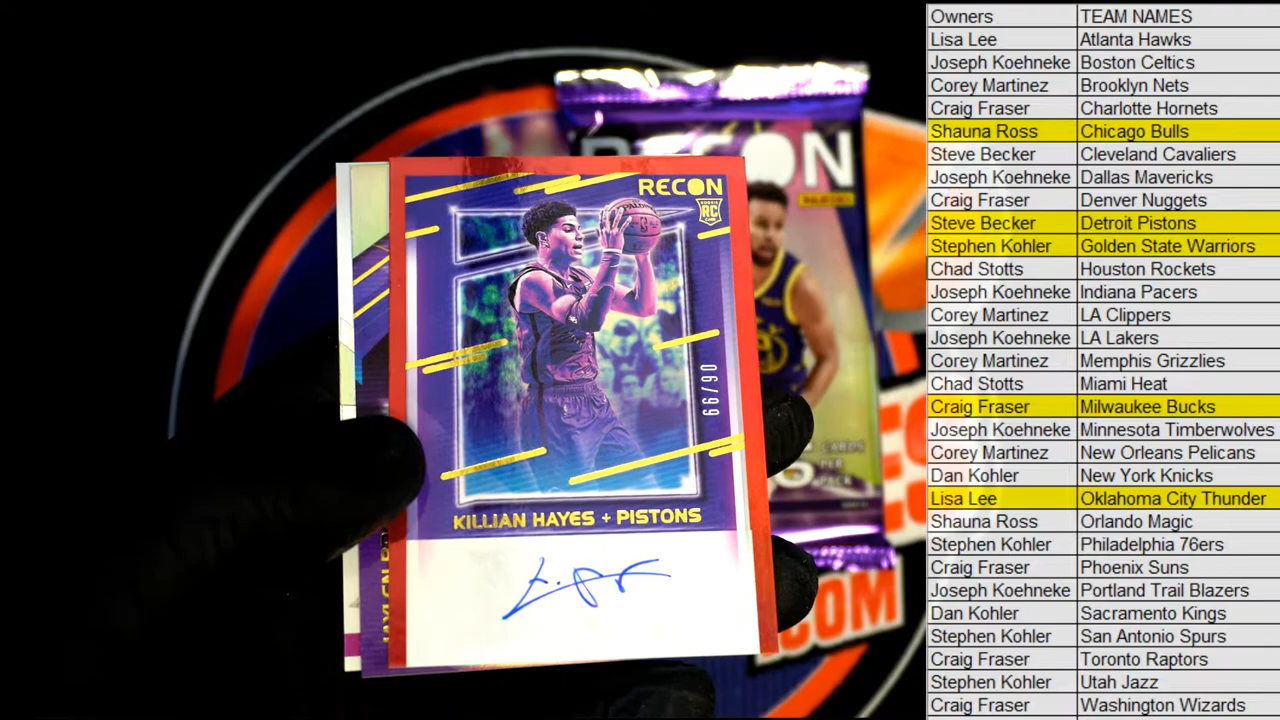 RECON
RC
06/99
KILLIAN HAYES + PISTONS
CARDS
PER
PACK
.COM
Owners TEAM NAMES
Lisa Lee Atlanta Hawks
Joseph Koehneke Boston Celtics
Corey Martinez Brooklyn Nets
Craig Fraser Charlotte Hornets
Shauna Ross Chicago Bulls
Steve Becker Cleveland Cavaliers
Joseph Koehneke Dallas Mavericks
Craig Fraser Denver Nuggets
Steve Becker Detroit Pistons
Stephen Kohler Golden State Warriors
Chad Stotts Houston Rockets
Joseph Koehneke Indiana Pacers
Corey Martinez LA Clippers
Joseph Koehneke LA Lakers
Corey Martinez Memphis Grizzlies
Chad Stotts Miami Heat
Craig Fraser Milwaukee Bucks
Joseph Koehneke Minnesota Timberwolves
Corey Martinez New Orleans Pelicans
Dan Kohler New York Knicks
Lisa Lee Oklahoma City Thunder
Shauna Ross Orlando Magic
Stephen Kohler Philadelphia 76ers
Craig Fraser Phoenix Suns
Joseph Koehneke Portland Trail Blazers
Dan Kohler Sacramento Kings
Stephen Kohler San Antonio Spurs
Craig Fraser Toronto Raptors
Stephen Kohler Utah Jazz
Craig Fraser Washington Wizards